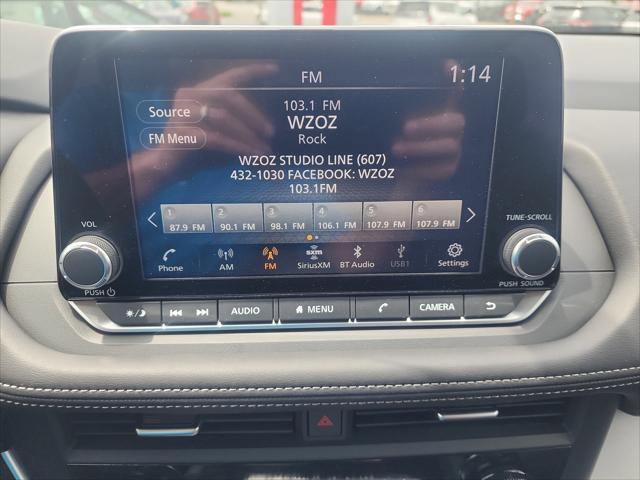 FM
1:14
Source
103.1 FM
WZOZ
FM Menu
Rock
WZOZ STUDIO LINE (607)
432-1030 FACEBOOK: WZOZ
103.1FM
1 2 3 4 5 6
87.9 FM 90.1 FM 98.1 FM 106.1 FM 107.9 FM 107.9 FM
VOL
TUNE·SCROLL
sxm
Phone AM FM SiriusXM BT Audio USB1 Settings
PUSH
PUSH SOUND
AUDIO MENU CAMERA